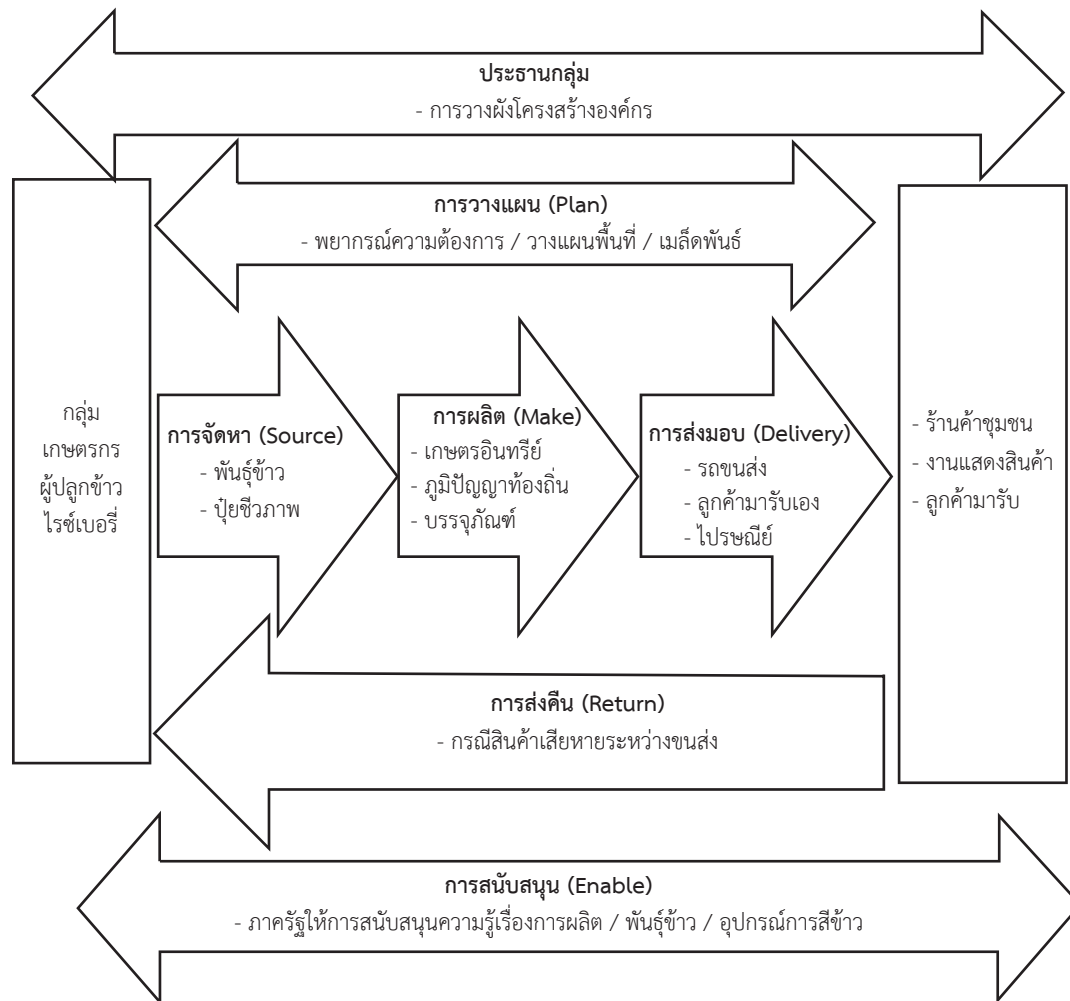 ประธานกลุ่ม
- การวางผังโครงสร้างองค์กร
การวางแผน (Plan)
- พยากรณ์ความต้องการ / วางแผนพื้นที่ / เมล็ดพันธ์
กลุ่ม
เกษตรกร
ผู้ปลูกข้าว
ไรซ์เบอรี่
การจัดหา (Source)
- พันธุ์ข้าว
- ปุ๋ยชีวภาพ
การผลิต (Make)
- เกษตรอินทรีย์
- ภูมิปัญญาท้องถิ่น
- บรรจุภัณฑ์
การส่งมอบ (Delivery)
- รถขนส่ง
- ลูกค้ามารับเอง
- ไปรษณีย์
- ร้านค้าชุมชน
- งานแสดงสินค้า
- ลูกค้ามารับ
การส่งคืน (Return)
- กรณีสินค้าเสียหายระหว่างขนส่ง
การสนับสนุน (Enable)
- ภาครัฐให้การสนับสนุนความรู้เรื่องการผลิต / พันธุ์ข้าว / อุปกรณ์การสีข้าว